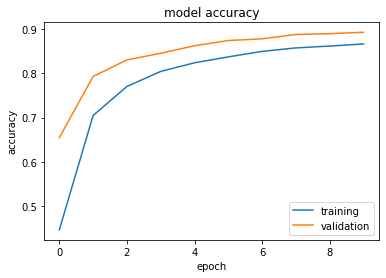 model accuracy
0.9
0.8
0.7
0.6
0.5
accuracy
0 2 4 6 8
epoch
training
validation